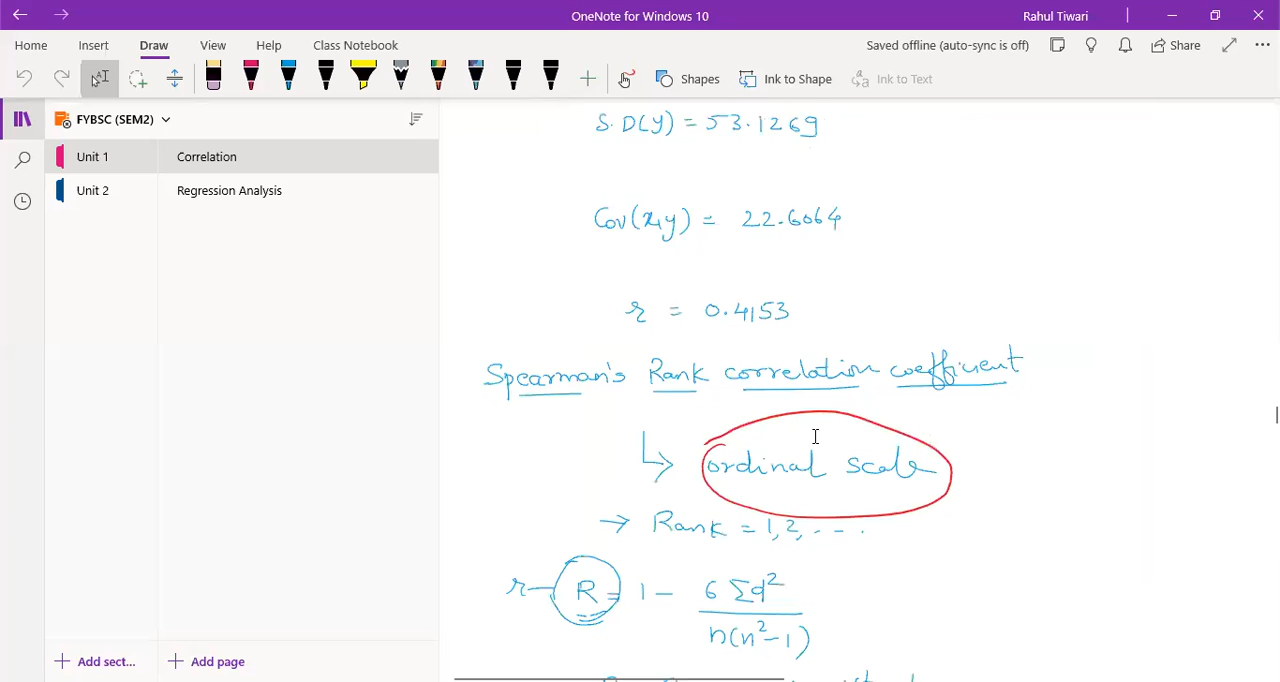 OneNote for Windows 10
Rahul Tiwari
Home Insert Draw View Help Class Notebook
Saved offline (auto-sync is off) Share
Shapes Ink to Shape Ink to Text
FYBSC (SEM2)
Unit 1 Correlation
Unit 2 Regression Analysis
S.D(y) = 53.1269
Cov(x,y) = 22.6064
r = 0.4153
Spearman's Rank correlation coefficient
↳ ordinal scale
→ Rank = 1, 2, ....
r — R = 1 - 6 Σd² / n(n²-1)
+ Add sect... + Add page